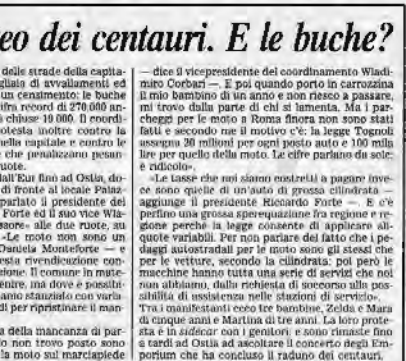 eo dei centauri. E le buche?
delle strade della capita-
gliaia di avvallamenti ed
un censimento: le buche
ifra record di 270.000 an-
chiuse 19 000. Il coordi-
otesta inoltre contro la
nella capitale e contro le
che penalizzano pesan-
uote.
all'Eur fino ad Ostia, do-
di fronte al locale Palaz-
parlato il presidente del
Forte ed il suo vice Wla-
ssore» alle due ruote, su
«Le moto non sono un
Daniela Monteforte — e
esta rivendicazione con-
zione. Il comune in mate-
enire, ma dove è possibi-
amo stanziato con varia-
di per ripristinare il man-
a della mancanza di par-
o non trovo posto sono
la moto sul marciapiede
— dice il vicepresidente del coordinamento Wladi-
miro Corbari —. E poi quando porto in carrozzina
il mio bambino di un anno e non riesco a passare,
mi trovo dalla parte di chi si lamenta. Ma i par-
cheggi per le moto a Roma finora non sono stati
fatti e secondo me il motivo c'è: la legge Tognoli
assegna 20 milioni per ogni posto auto e 100 mila
lire per quello della moto. Le cifre parlano da sole:
è ridicolo».
«Le tasse che noi siamo costretti a pagare inve-
ce sono quelle di un'auto di grossa cilindrata —
aggiunge il presidente Riccardo Forte —. E c'è
perfino una grossa sperequazione fra regione e re-
gione perché la legge consente di applicare ali-
quote variabili. Per non parlare del fatto che i pe-
daggi autostradali per le moto sono gli stessi che
per le vetture, secondo la cilindrata: poi però le
macchine hanno tutta una serie di servizi che noi
non abbiamo, dalla richiesta di soccorso alla pos-
sibilità di assistenza nelle stazioni di servizio».
Tra i manifestanti ecco tre bambine, Zelda e Mara
di cinque anni e Martina di tre anni. La loro prote-
sta è in sidecar con i genitori, e sono rimaste fino
a tardi ad Ostia ad ascoltare il concerto degli Em-
porium che ha concluso il raduno dei centauri.